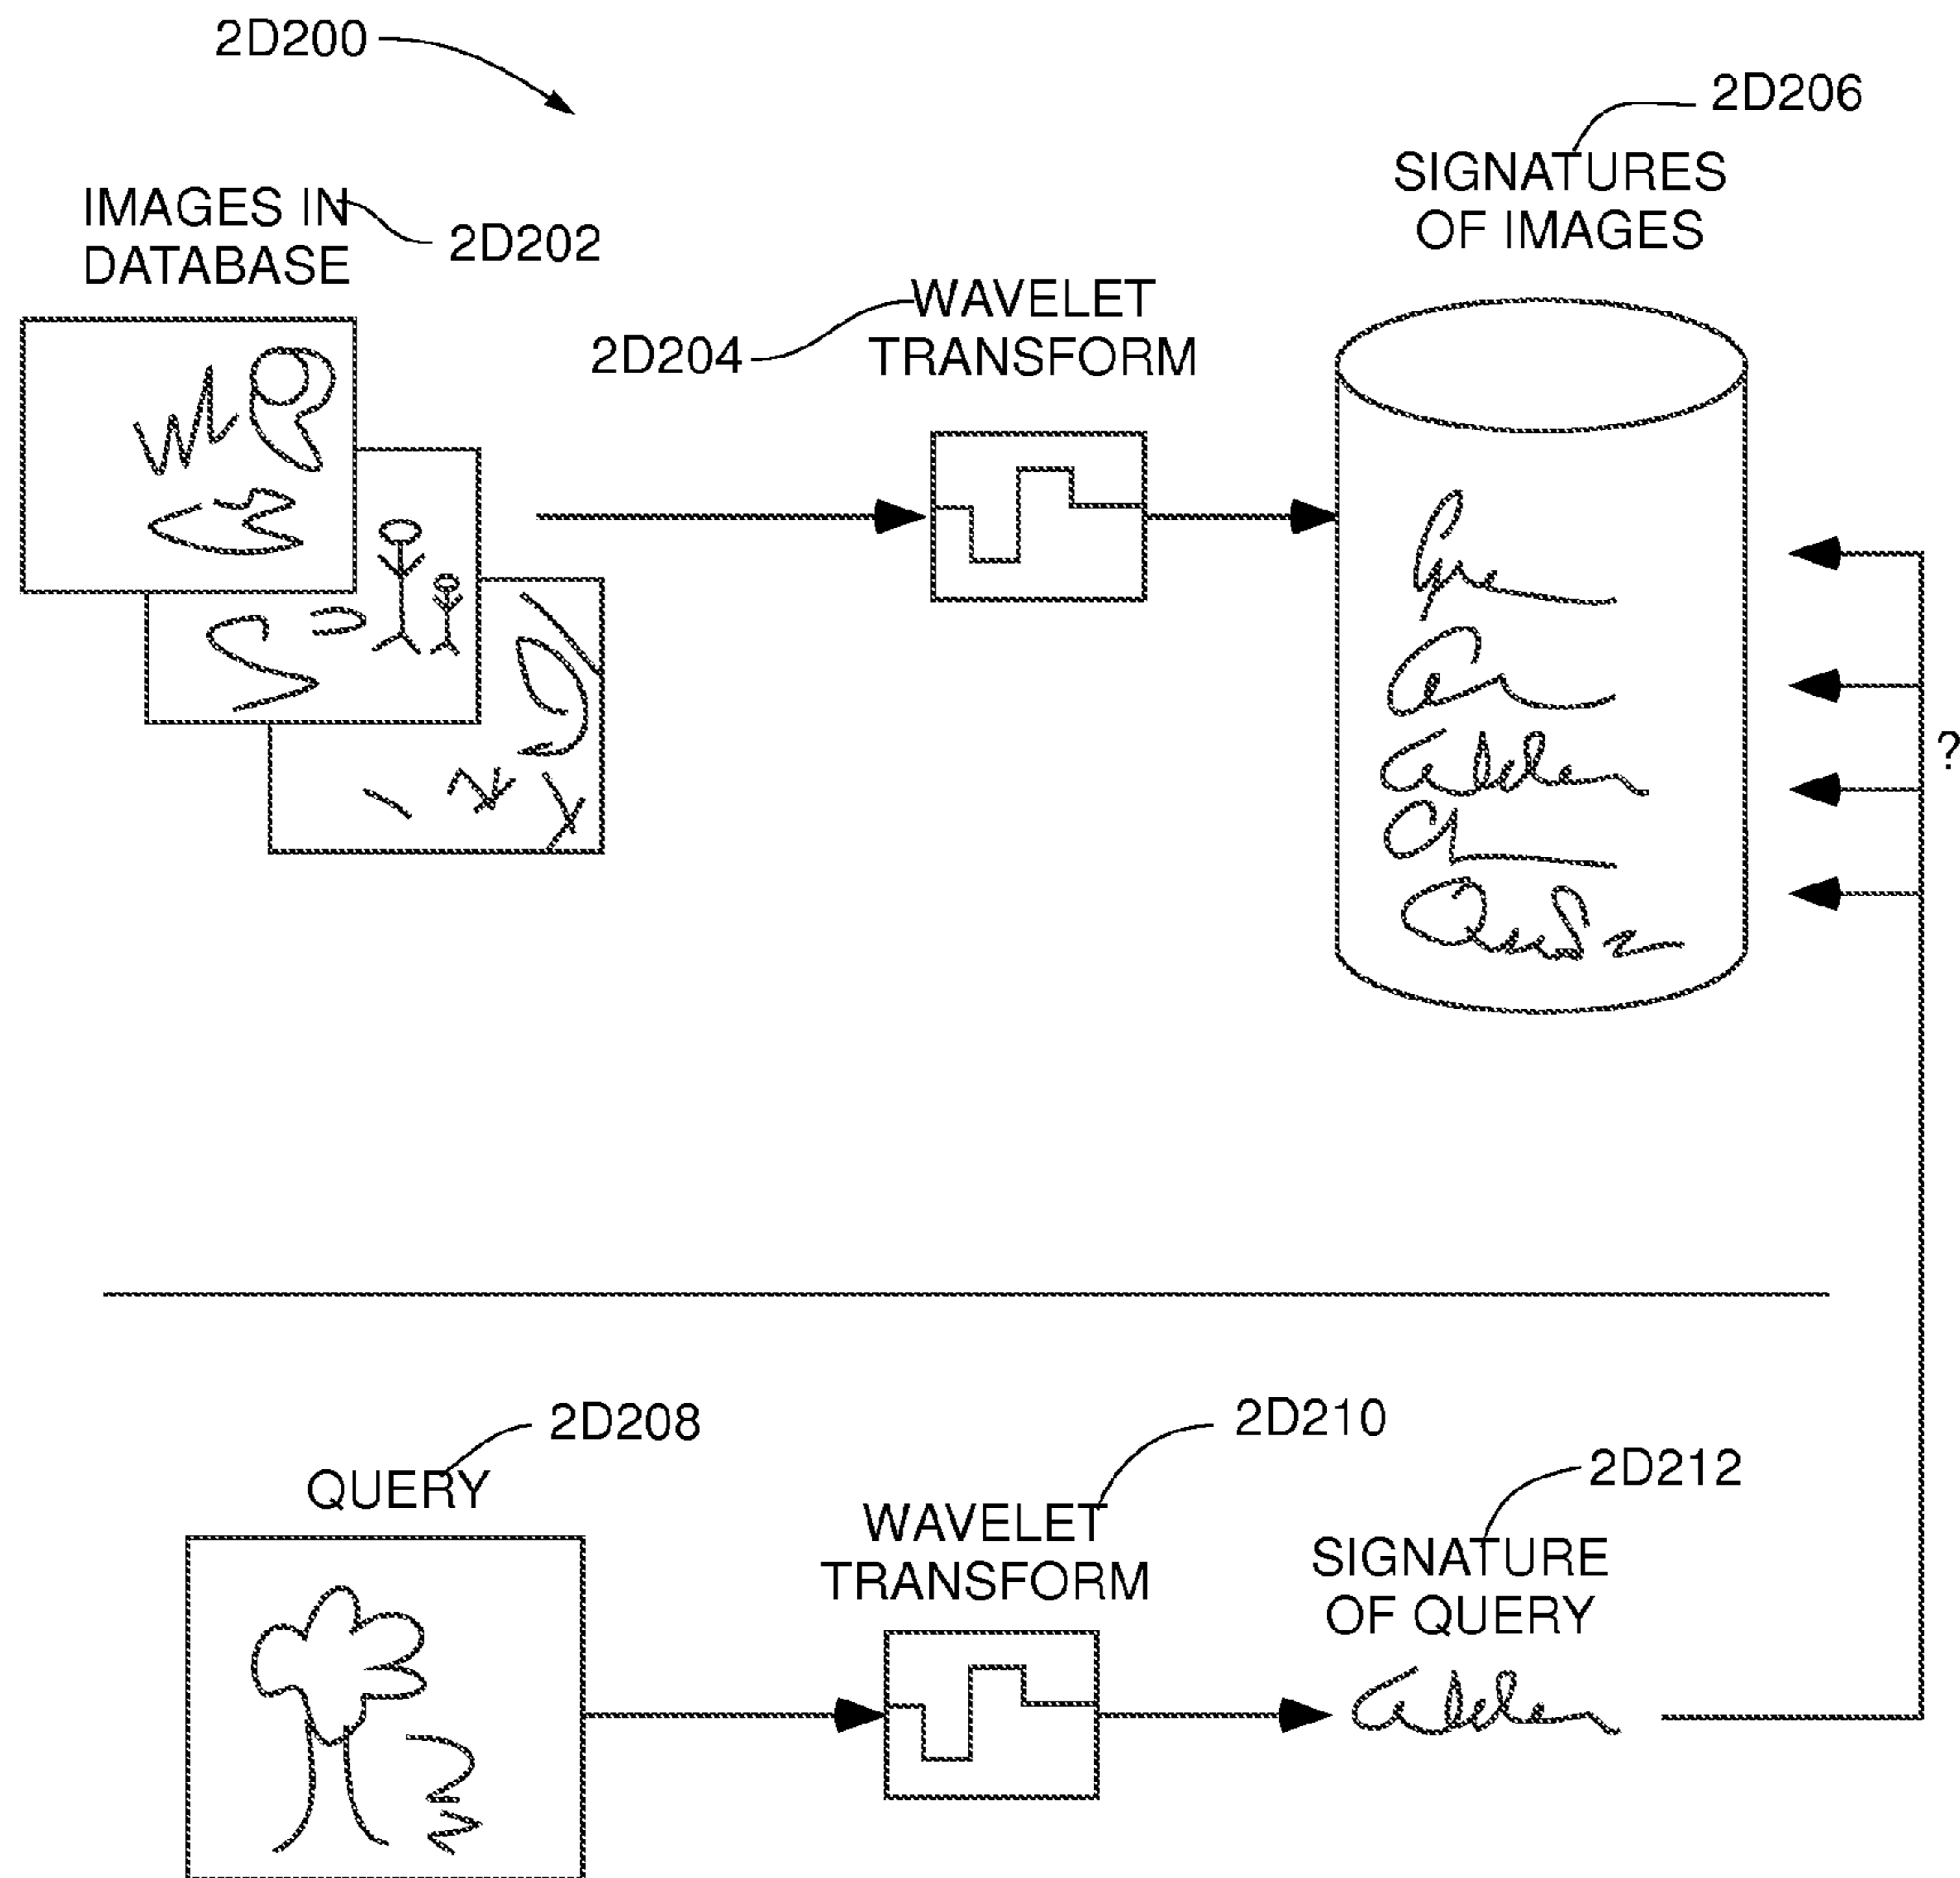 2D200
2D206
SIGNATURES
OF IMAGES
IMAGES IN
DATABASE
2D202
WAVELET
TRANSFORM
2D204
?
2D208
QUERY
2D210
WAVELET
TRANSFORM
2D212
SIGNATURE
OF QUERY